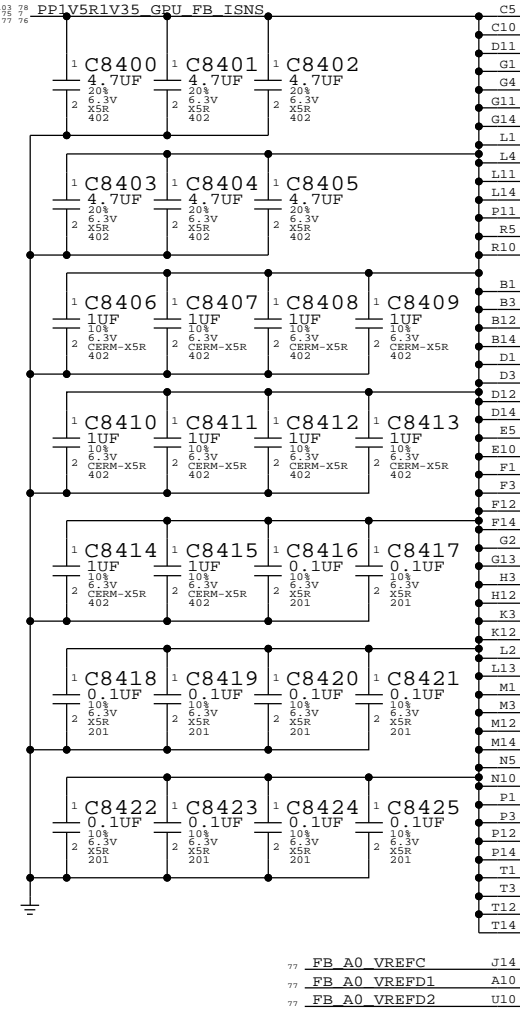 03 78 PP1V5R1V35_GPU_FB_ISNS
75 7
77 76
C5
C10
D11
G1
G4
G11
G14
L1
L4
L11
L14
P11
R5
R10
B1
B3
B12
B14
D1
D3
D12
D14
E5
E10
F1
F3
F12
F14
G2
G13
H3
H12
K3
K12
L2
L13
M1
M3
M12
M14
N5
N10
P1
P3
P12
P14
T1
T3
T12
T14
1 C8400 1 C8401 1 C8402
4.7UF 4.7UF 4.7UF
20% 20% 20%
6.3V 6.3V 6.3V
2 X5R 2 X5R 2 X5R
402 402 402
1 C8403 1 C8404 1 C8405
4.7UF 4.7UF 4.7UF
20% 20% 20%
6.3V 6.3V 6.3V
2 X5R 2 X5R 2 X5R
402 402 402
1 C8406 1 C8407 1 C8408 1 C8409
1UF 1UF 1UF 1UF
10% 10% 10% 10%
6.3V 6.3V 6.3V 6.3V
2 CERM-X5R 2 CERM-X5R 2 CERM-X5R 2 CERM-X5R
402 402 402 402
1 C8410 1 C8411 1 C8412 1 C8413
1UF 1UF 1UF 1UF
10% 10% 10% 10%
6.3V 6.3V 6.3V 6.3V
2 CERM-X5R 2 CERM-X5R 2 CERM-X5R 2 CERM-X5R
402 402 402 402
1 C8414 1 C8415 1 C8416 1 C8417
1UF 1UF 0.1UF 0.1UF
10% 10% 10% 10%
6.3V 6.3V 6.3V 6.3V
2 CERM-X5R 2 CERM-X5R 2 X5R 2 X5R
402 402 201 201
1 C8418 1 C8419 1 C8420 1 C8421
0.1UF 0.1UF 0.1UF 0.1UF
10% 10% 10% 10%
6.3V 6.3V 6.3V 6.3V
2 X5R 2 X5R 2 X5R 2 X5R
201 201 201 201
1 C8422 1 C8423 1 C8424 1 C8425
0.1UF 0.1UF 0.1UF 0.1UF
10% 10% 10% 10%
6.3V 6.3V 6.3V 6.3V
2 X5R 2 X5R 2 X5R 2 X5R
201 201 201 201
77 FB_A0_VREFC J14
77 FB_A0_VREFD1 A10
77 FB_A0_VREFD2 U10